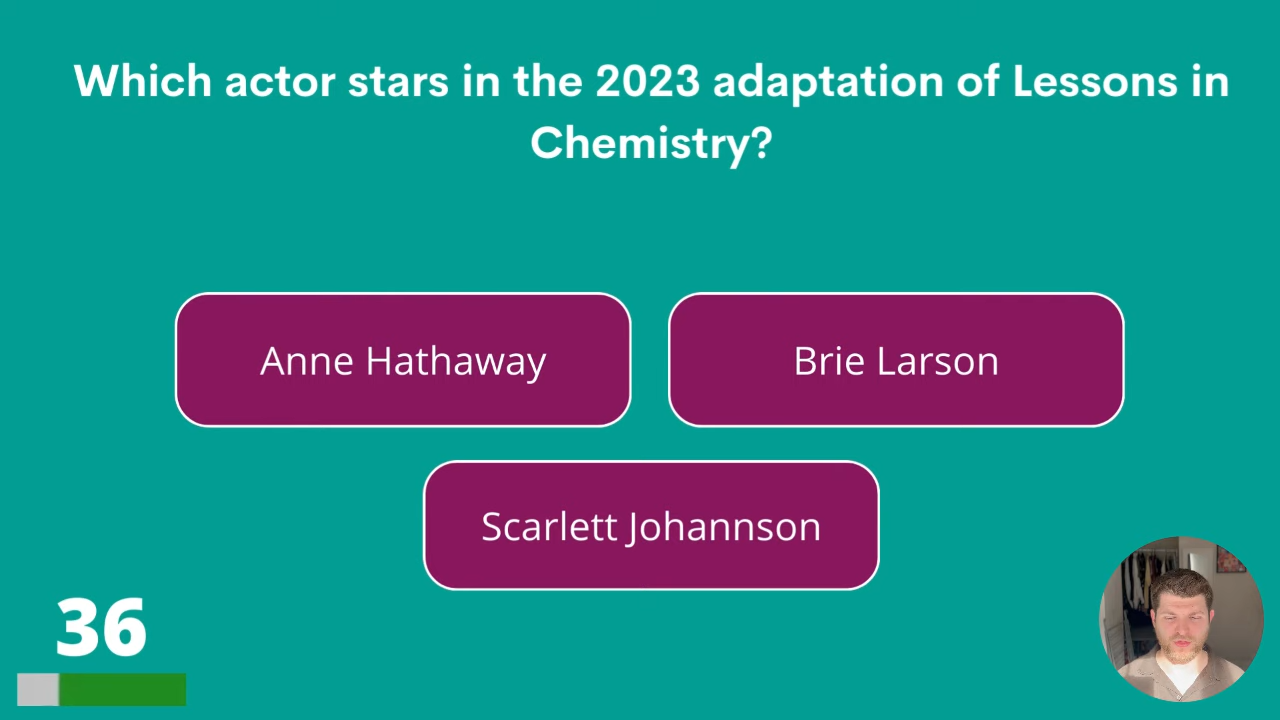 Which actor stars in the 2023 adaptation of Lessons in
Chemistry?
Anne Hathaway
Brie Larson
Scarlett Johannson
36